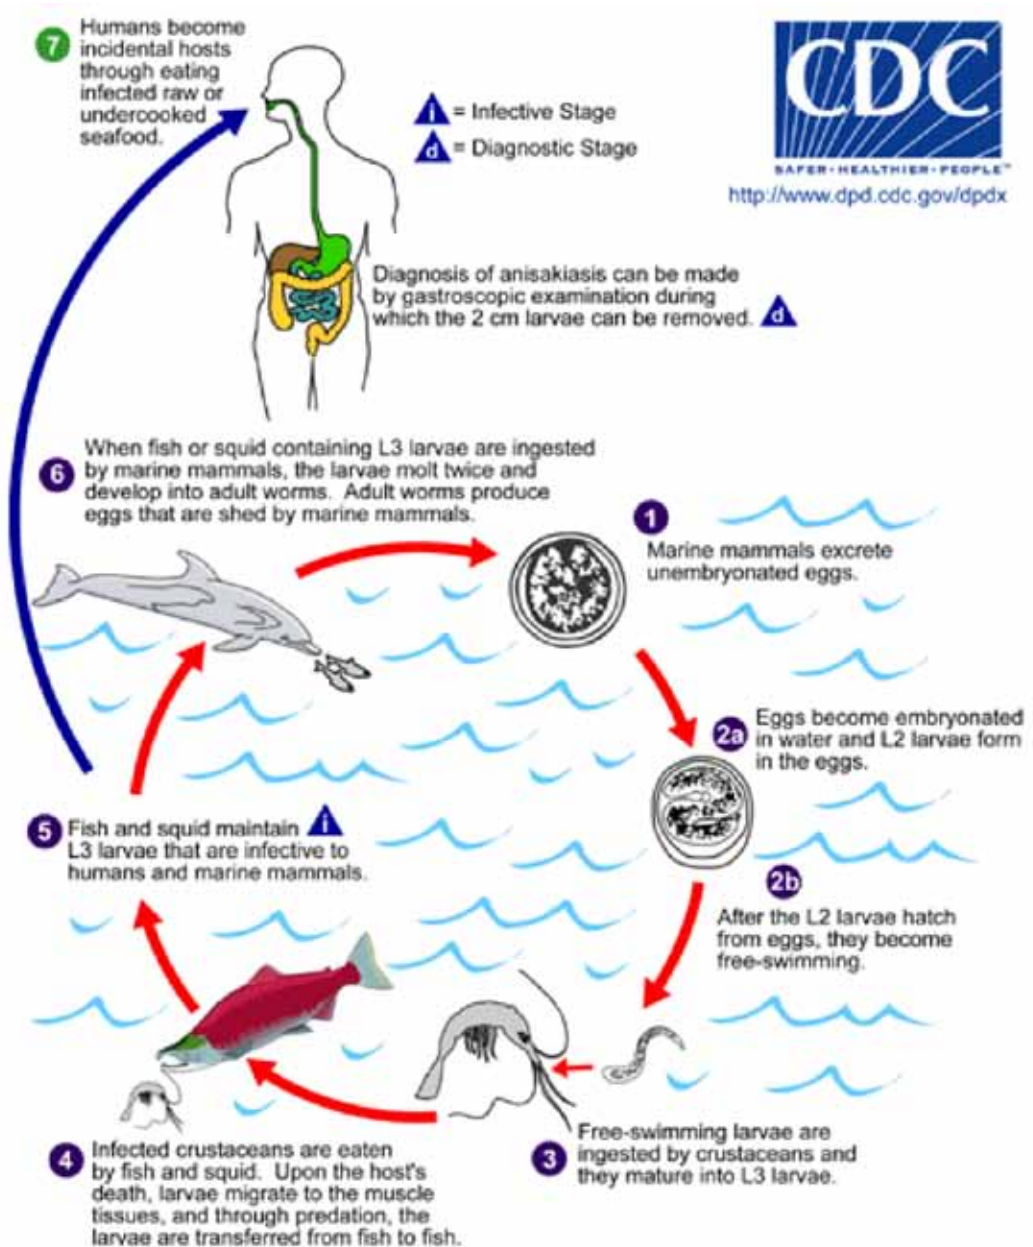 7
Humans become
incidental hosts
through eating
infected raw or
undercooked
seafood.
i = Infective Stage
d = Diagnostic Stage
CDC
SAFER·HEALTHIER·PEOPLE™
http://www.dpd.cdc.gov/dpdx
Diagnosis of anisakiasis can be made
by gastroscopic examination during
which the 2 cm larvae can be removed. d
6
When fish or squid containing L3 larvae are ingested
by marine mammals, the larvae molt twice and
develop into adult worms. Adult worms produce
eggs that are shed by marine mammals.
1
Marine mammals excrete
unembryonated eggs.
2a
Eggs become embryonated
in water and L2 larvae form
in the eggs.
2b
After the L2 larvae hatch
from eggs, they become
free-swimming.
3
Free-swimming larvae are
ingested by crustaceans and
they mature into L3 larvae.
4
Infected crustaceans are eaten
by fish and squid. Upon the host's
death, larvae migrate to the muscle
tissues, and through predation, the
larvae are transferred from fish to fish.
5
Fish and squid maintain i
L3 larvae that are infective to
humans and marine mammals.